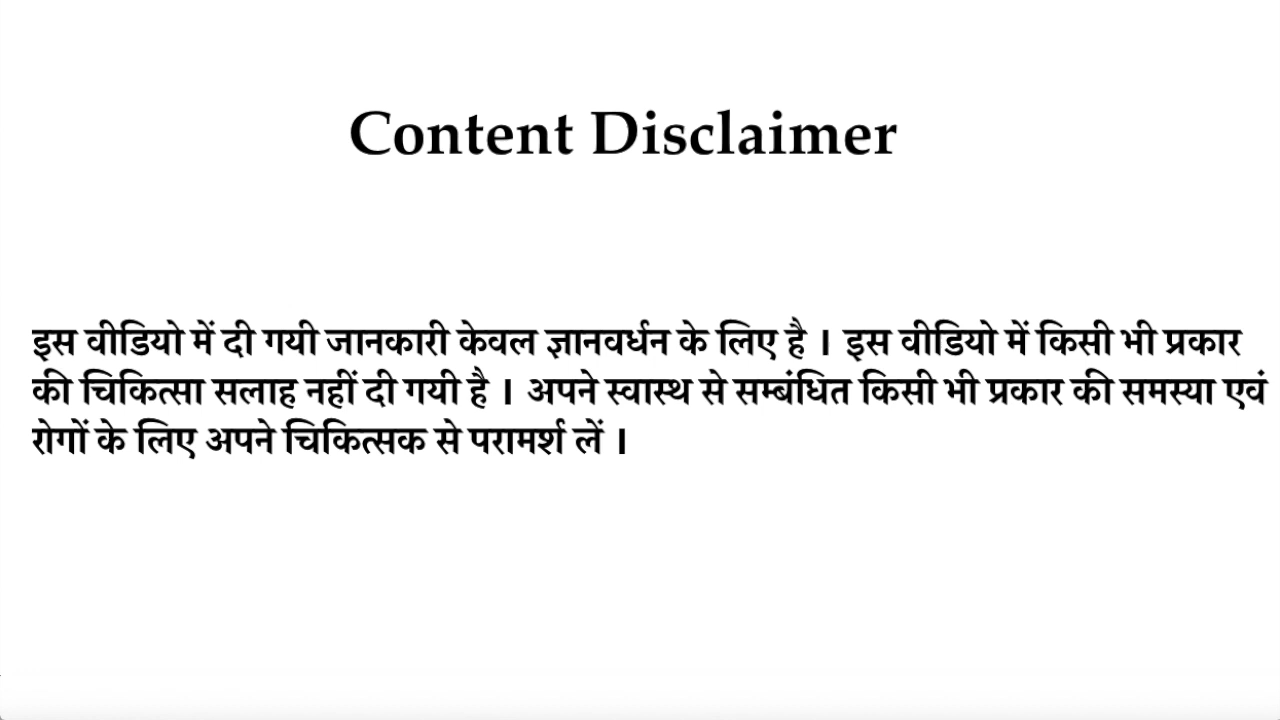 Content Disclaimer
इस वीडियो में दी गयी जानकारी केवल ज्ञानवर्धन के लिए है । इस वीडियो में किसी भी प्रकार
की चिकित्सा सलाह नहीं दी गयी है । अपने स्वास्थ से सम्बंधित किसी भी प्रकार की समस्या एवं
रोगों के लिए अपने चिकित्सक से परामर्श लें ।